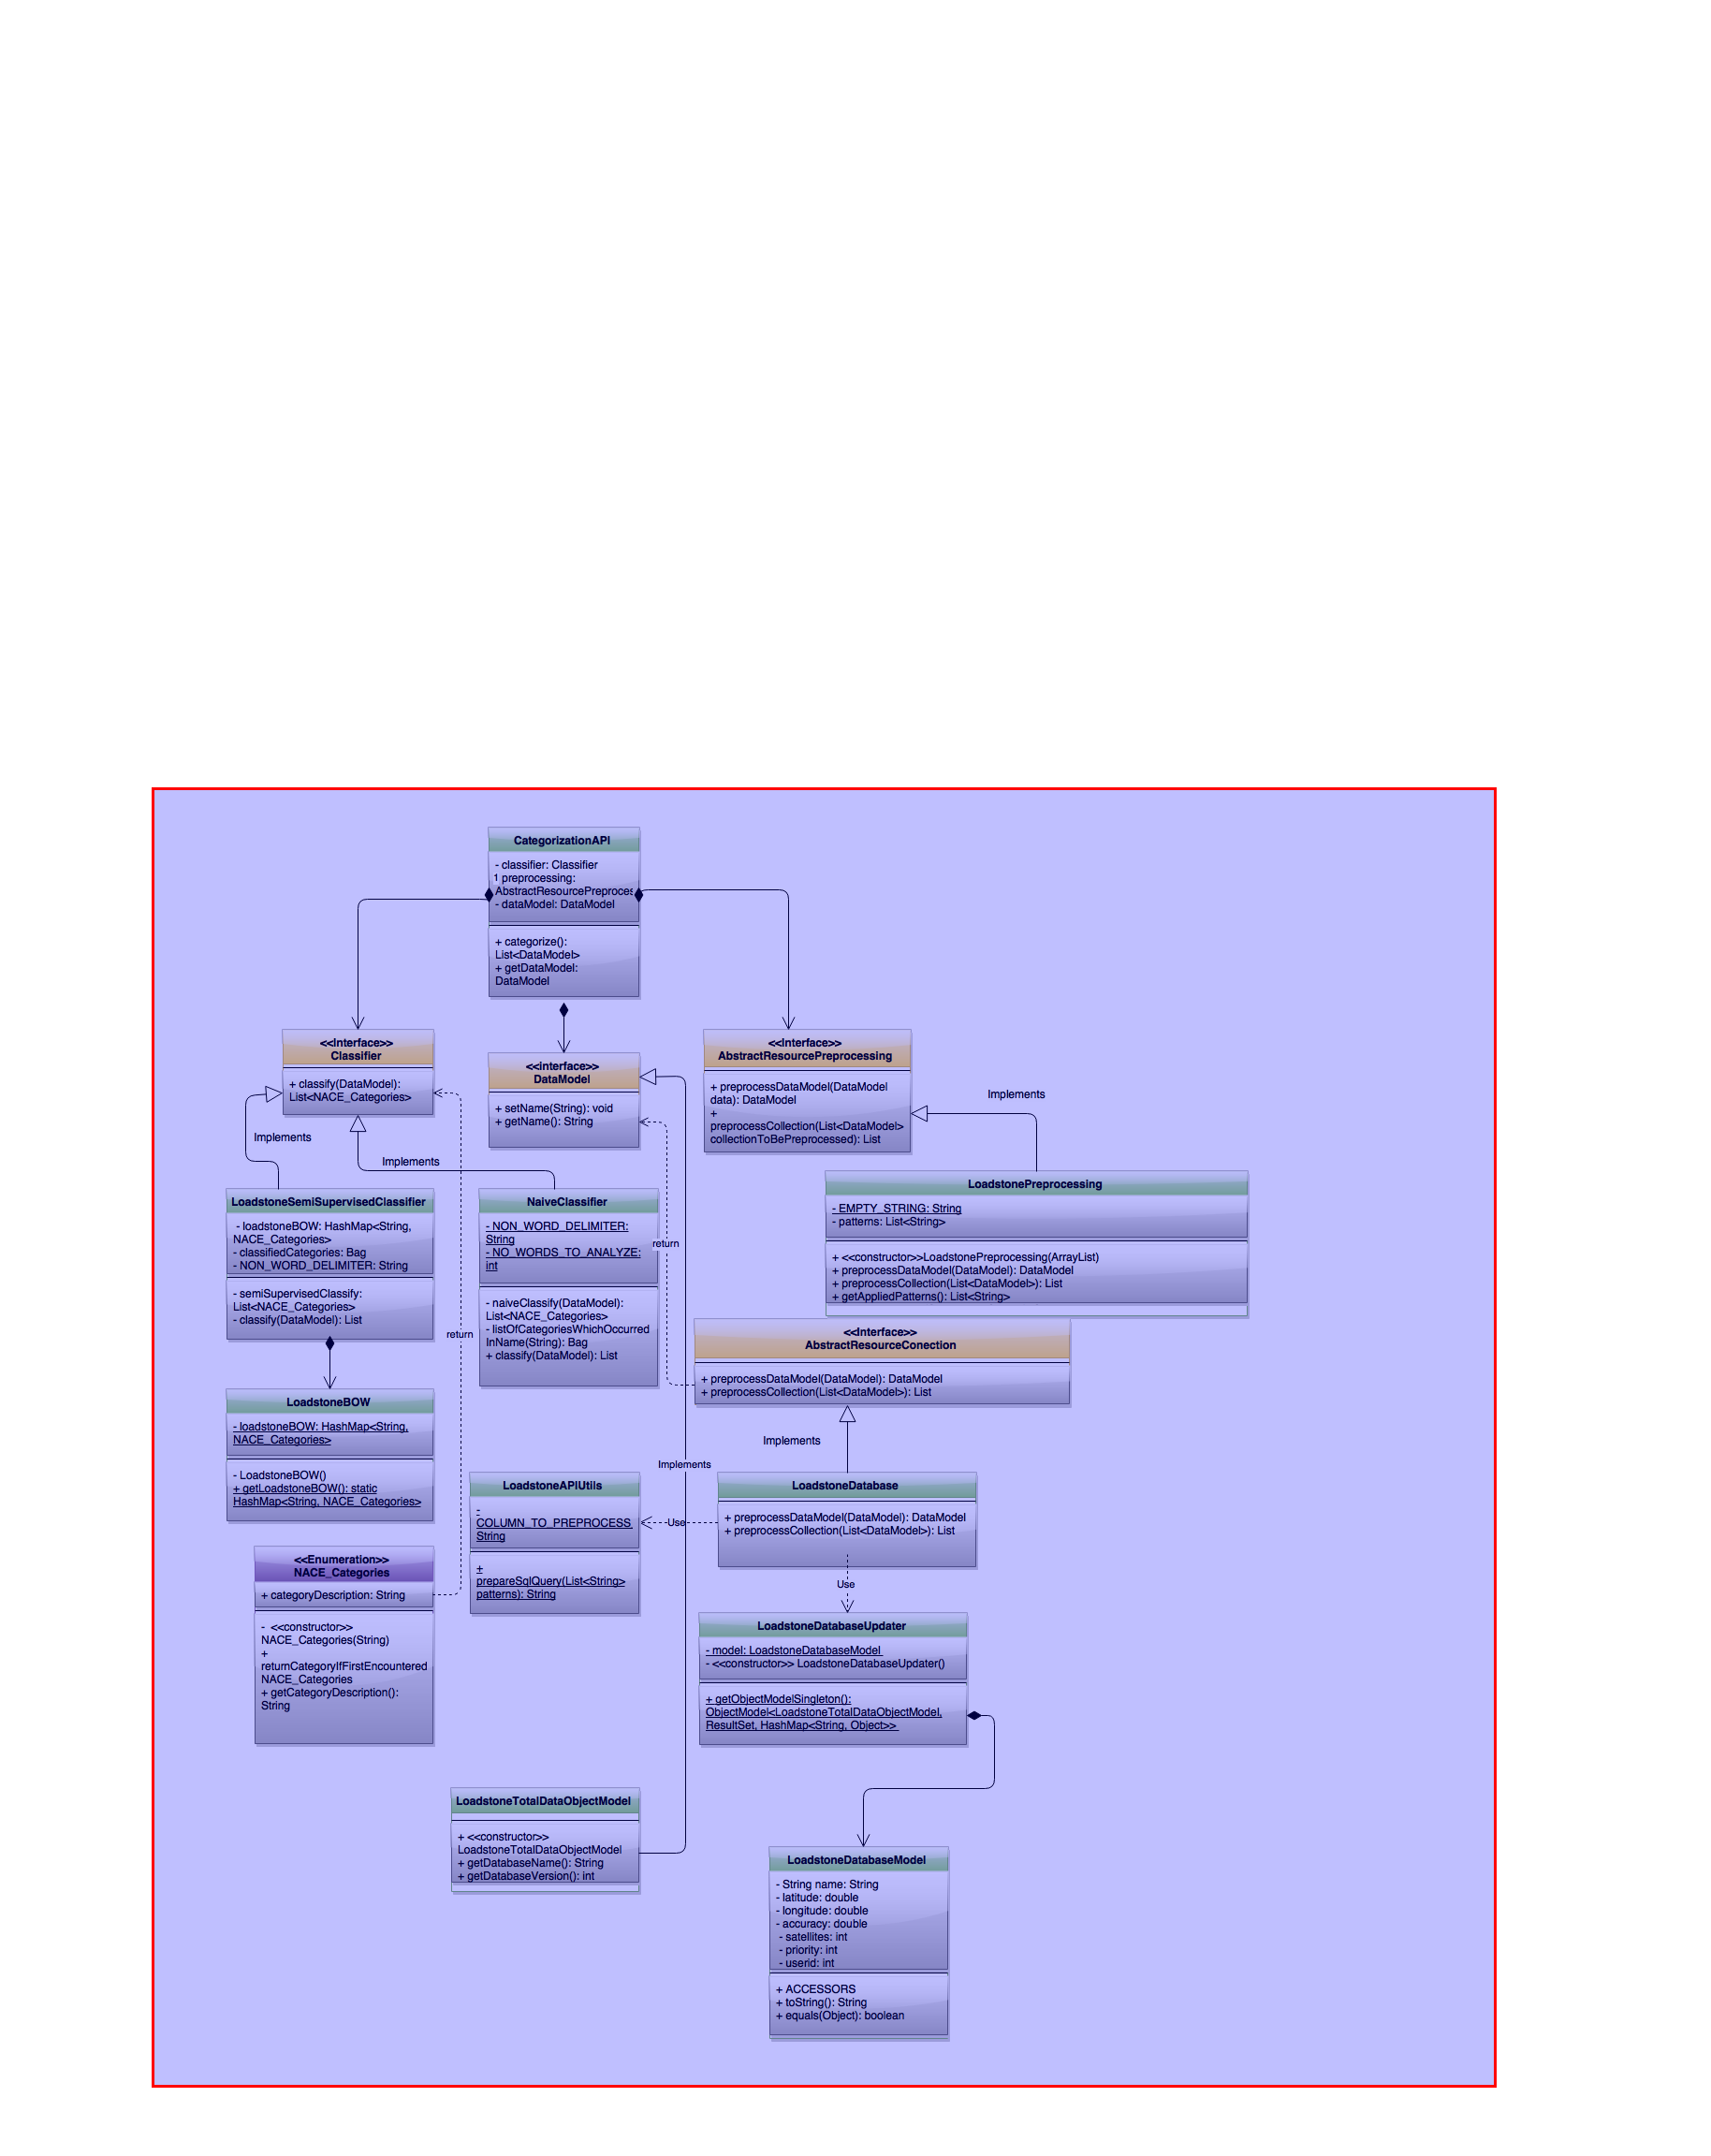 CategorizationAPI
- classifier: Classifier
1 preprocessing:
AbstractResourcePreproces
- dataModel: DataModel
+ categorize():
List<DataModel>
+ getDataModel:
DataModel
<<Interface>>
Classifier
+ classify(DataModel):
List<NACE_Categories>
<<interface>>
DataModel
+ setName(String): void
+ getName(): String
<<Interface>>
AbstractResourcePreprocessing
+ preprocessDataModel(DataModel
data): DataModel
+
preprocessCollection(List<DataModel>
collectionToBePreprocessed): List
Implements
Implements
Implements
LoadstonePreprocessing
- EMPTY_STRING: String
- patterns: List<String>
+ <<constructor>>LoadstonePreprocessing(ArrayList)
+ preprocessDataModel(DataModel): DataModel
+ preprocessCollection(List<DataModel>): List
+ getAppliedPatterns(): List<String>
LoadstoneSemiSupervisedClassifier
- loadstoneBOW: HashMap<String,
NACE_Categories>
- classifiedCategories: Bag
- NON_WORD_DELIMITER: String
- semiSupervisedClassify:
List<NACE_Categories>
- classify(DataModel): List
NaiveClassifier
- NON_WORD_DELIMITER:
String
- NO_WORDS_TO_ANALYZE:
int
- naiveClassify(DataModel):
List<NACE_Categories>
- listOfCategoriesWhichOccurred
InName(String): Bag
+ classify(DataModel): List
return
return
<<Interface>>
AbstractResourceConection
+ preprocessDataModel(DataModel): DataModel
+ preprocessCollection(List<DataModel>): List
LoadstoneBOW
- loadstoneBOW: HashMap<String,
NACE_Categories>
- LoadstoneBOW()
+ getLoadstoneBOW(): static
HashMap<String, NACE_Categories>
Implements
Implements
LoadstoneAPIUtils
-
COLUMN_TO_PREPROCESS
String
+
prepareSqlQuery(List<String>
patterns): String
Use
LoadstoneDatabase
+ preprocessDataModel(DataModel): DataModel
+ preprocessCollection(List<DataModel>): List
Use
<<Enumeration>>
NACE_Categories
+ categoryDescription: String
- <<constructor>>
NACE_Categories(String)
+
returnCategoryIfFirstEncountered
NACE_Categories
+ getCategoryDescription():
String
LoadstoneDatabaseUpdater
- model: LoadstoneDatabaseModel
- <<constructor>> LoadstoneDatabaseUpdater()
+ getObjectModelSingleton():
ObjectModel<LoadstoneTotalDataObjectModel,
ResultSet, HashMap<String, Object>>
LoadstoneTotalDataObjectModel
+ <<constructor>>
LoadstoneTotalDataObjectModel
+ getDatabaseName(): String
+ getDatabaseVersion(): int
LoadstoneDatabaseModel
- String name: String
- latitude: double
- longitude: double
- accuracy: double
- satellites: int
- priority: int
- userid: int
+ ACCESSORS
+ toString(): String
+ equals(Object): boolean